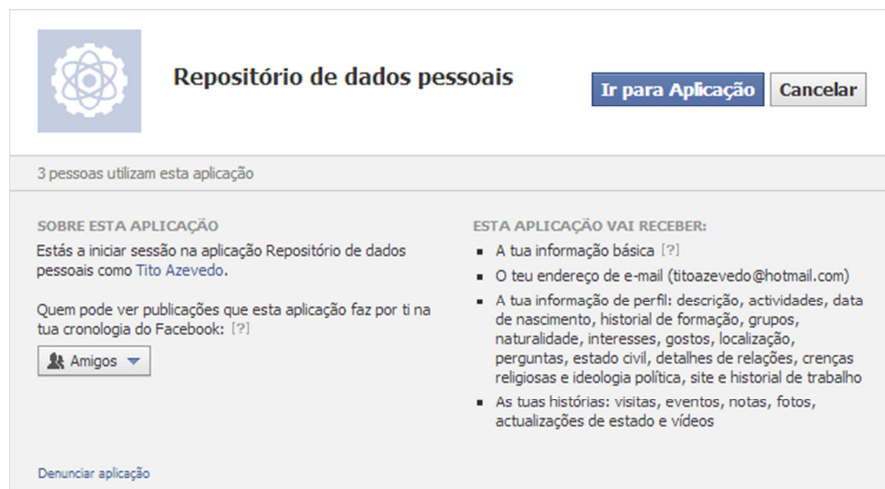 Repositório de dados pessoais
Ir para Aplicação
Cancelar
3 pessoas utilizam esta aplicação
SOBRE ESTA APLICAÇÃO
Estás a iniciar sessão na aplicação Repositório de dados
pessoais como Tito Azevedo.
Quem pode ver publicações que esta aplicação faz por ti na
tua cronologia do Facebook: [?]
Amigos
ESTA APLICAÇÃO VAI RECEBER:
A tua informação básica [?]
O teu endereço de e-mail (titoazevedo@hotmail.com)
A tua informação de perfil: descrição, actividades, data
de nascimento, historial de formação, grupos,
naturalidade, interesses, gostos, localização,
perguntas, estado civil, detalhes de relações, crenças
religiosas e ideologia política, site e historial de trabalho
As tuas histórias: visitas, eventos, notas, fotos,
actualizações de estado e vídeos
Denunciar aplicação